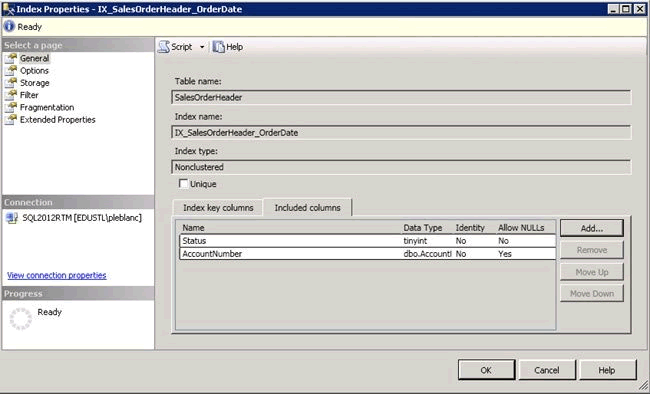 Index Properties - IX_SalesOrderHeader_OrderDate
Ready
Select a page
General
Options
Storage
Filter
Fragmentation
Extended Properties
Connection
SQL2012RTM [EDUSTL\pleblanc]
View connection properties
Progress
Ready
Script Help
Table name:
SalesOrderHeader
Index name:
IX_SalesOrderHeader_OrderDate
Index type:
Nonclustered
Unique
Index key columns Included columns
Name Data Type Identity Allow NULLs
Status tinyint No No
AccountNumber dbo.Accountl No Yes
Add...
Remove
Move Up
Move Down
OK Cancel Help